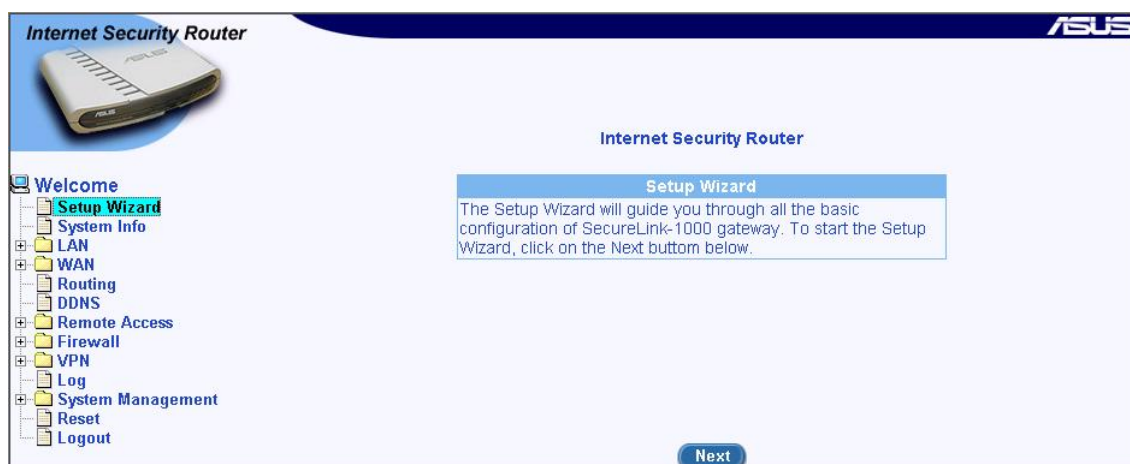 Internet Security Router
ASUS
ASUS
ASUS
Internet Security Router
Welcome
Setup Wizard
System Info
LAN
WAN
Routing
DDNS
Remote Access
Firewall
VPN
Log
System Management
Reset
Logout
Setup Wizard
The Setup Wizard will guide you through all the basic
configuration of SecureLink-1000 gateway. To start the Setup
Wizard, click on the Next buttom below.
Next